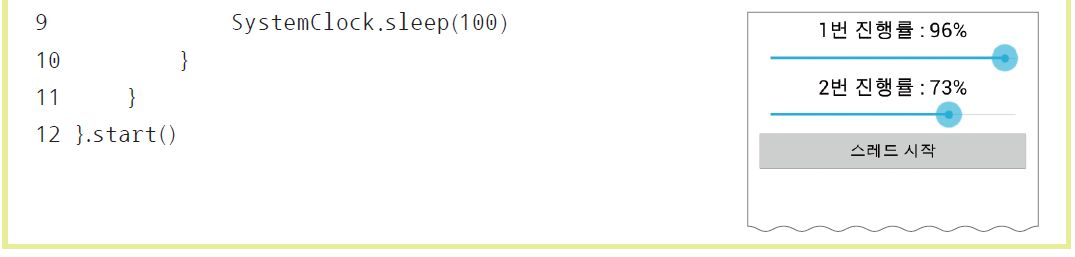 9 SystemClock.sleep(100)
10 }
11 }
12 }.start()
1번 진행률 : 96%
2번 진행률 : 73%
스레드 시작